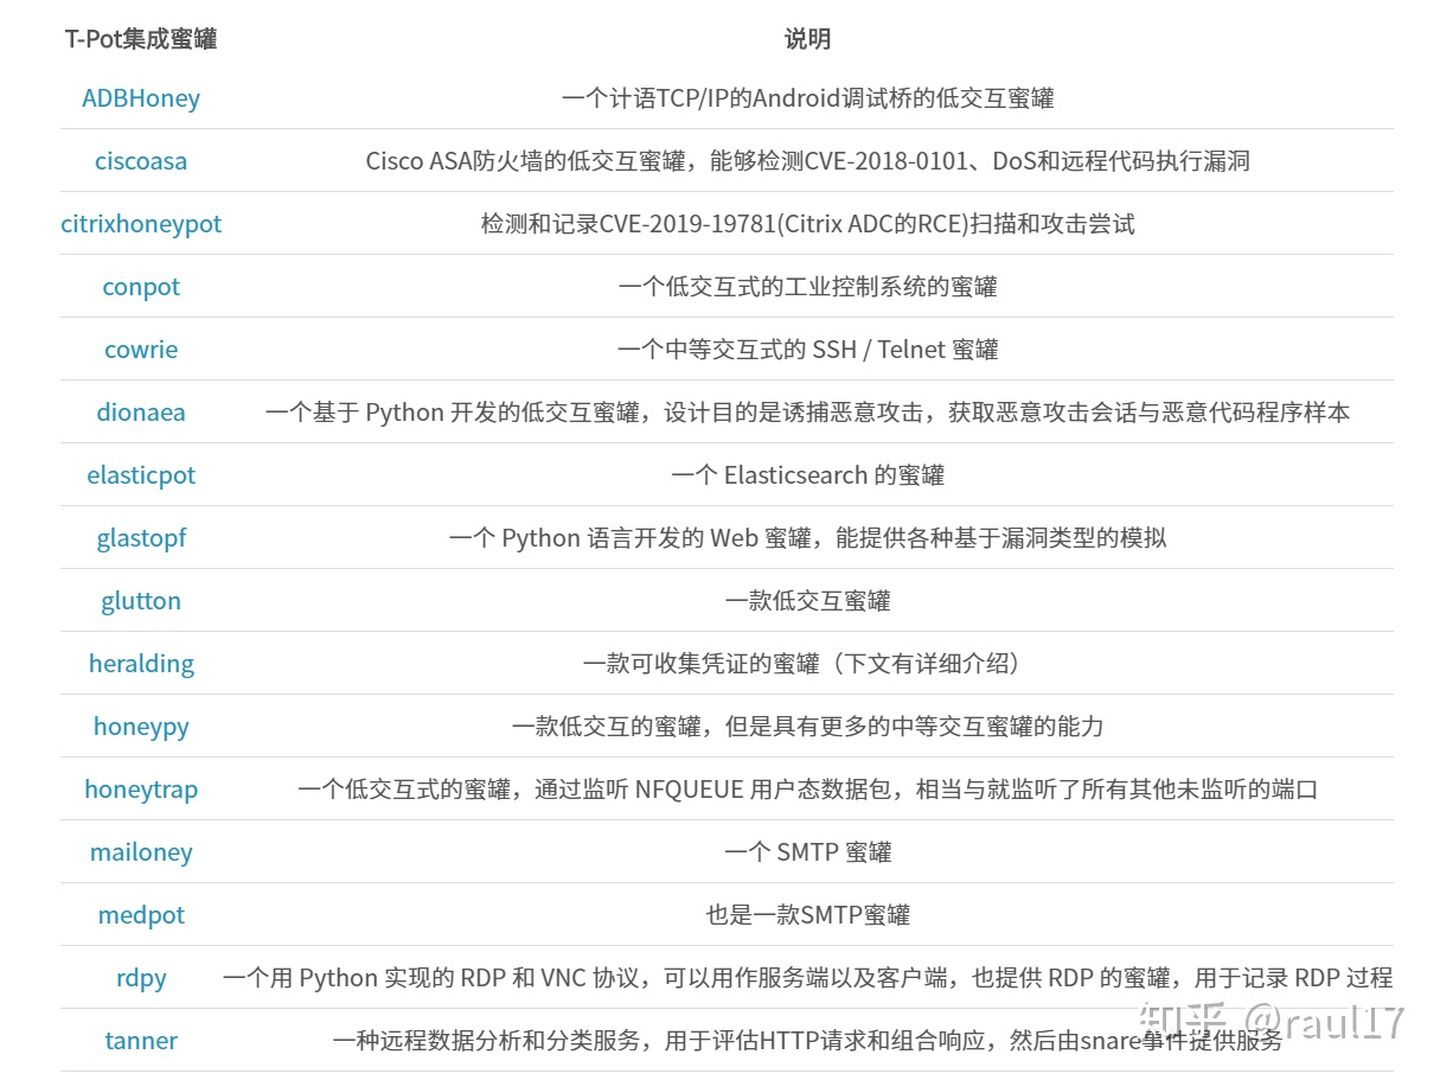 T-Pot集成蜜罐 说明
ADBHoney 一个计语TCP/IP的Android调试桥的低交互蜜罐
ciscoasa Cisco ASA防火墙的低交互蜜罐，能够检测CVE-2018-0101、DoS和远程代码执行漏洞
citrixhoneypot 检测和记录CVE-2019-19781(Citrix ADC的RCE)扫描和攻击尝试
conpot 一个低交互式的工业控制系统的蜜罐
cowrie 一个中等交互式的 SSH / Telnet 蜜罐
dionaea 一个基于 Python 开发的低交互蜜罐，设计目的是诱捕恶意攻击，获取恶意攻击会话与恶意代码程序样本
elasticpot 一个 Elasticsearch 的蜜罐
glastopf 一个 Python 语言开发的 Web 蜜罐，能提供各种基于漏洞类型的模拟
glutton 一款低交互蜜罐
heralding 一款可收集凭证的蜜罐（下文有详细介绍）
honeypy 一款低交互的蜜罐，但是具有更多的中等交互蜜罐的能力
honeytrap 一个低交互式的蜜罐，通过监听 NFQUEUE 用户态数据包，相当与就监听了所有其他未监听的端口
mailoney 一个 SMTP 蜜罐
medpot 也是一款SMTP蜜罐
rdpy 一个用 Python 实现的 RDP 和 VNC 协议，可以用作服务端以及客户端，也提供 RDP 的蜜罐，用于记录 RDP 过程
tanner 一种远程数据分析和分类服务，用于评估HTTP请求和组合响应，然后由snare事件提供服务
知乎 @raul17